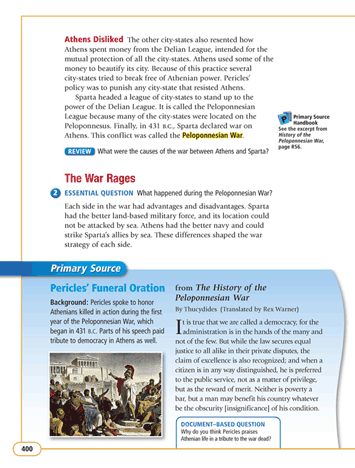 Athens Disliked The other city-states also resented how
Athens spent money from the Delian League, intended for the
mutual protection of all the city-states. Athens used some of the
money to beautify its city. Because of this practice several
city-states tried to break free of Athenian power. Pericles'
policy was to punish any city-state that resisted Athens.
Sparta headed a league of city-states to stand up to the
power of the Delian League. It is called the Peloponnesian
League because many of the city-states were located on the
Peloponnesus. Finally, in 431 B.C., Sparta declared war on
Athens. This conflict was called the Peloponnesian War.
REVIEW What were the causes of the war between Athens and Sparta?
Primary Source
Handbook
See the excerpt from
History of the
Peloponnesian War,
page R56.
The War Rages
2 ESSENTIAL QUESTION What happened during the Peloponnesian War?
Each side in the war had advantages and disadvantages. Sparta
had the better land-based military force, and its location could
not be attacked by sea. Athens had the better navy and could
strike Sparta's allies by sea. These differences shaped the war
strategy of each side.
Primary Source
Pericles' Funeral Oration
Background: Pericles spoke to honor
Athenians killed in action during the first
year of the Peloponnesian War, which
began in 431 B.C. Parts of his speech paid
tribute to democracy in Athens as well.
from The History of the
Peloponnesian War
By Thucydides (Translated by Rex Warner)
It is true that we are called a democracy, for the
administration is in the hands of the many and
not of the few. But while the law secures equal
justice to all alike in their private disputes, the
claim of excellence is also recognized; and when a
citizen is in any way distinguished, he is preferred
to the public service, not as a matter of privilege,
but as the reward of merit. Neither is poverty a
bar, but a man may benefit his country whatever
be the obscurity [insignificance] of his condition.
DOCUMENT–BASED QUESTION
Why do you think Pericles praises
Athenian life in a tribute to the war dead?
400